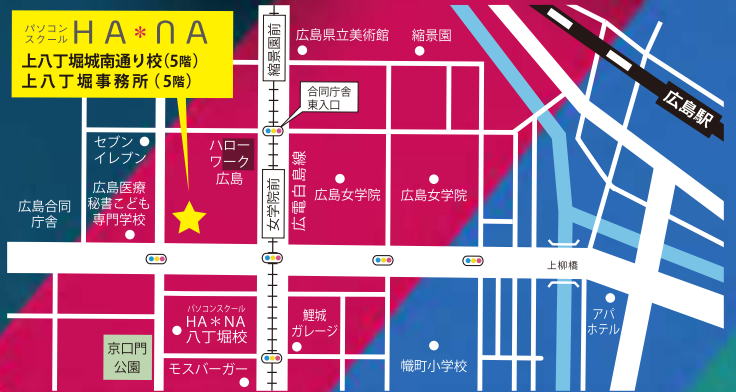 パソコン
スクール HA＊NA
上八丁堀城南通り校（5階）
上八丁堀事務所（5階）
縮景園前
広島県立美術館
縮景園
広島駅
合同庁舎
東入口
セブン
イレブン
ハロー
ワーク
広島
広電白島線
女学院前
広島医療
秘書こども
専門学校
広島合同
庁舎
広島女学院
広島女学院
上柳橋
パソコンスクール
HA＊NA
八丁堀校
鯉城
ガレージ
アパ
ホテル
京口門
公園
モスバーガー
幟町小学校